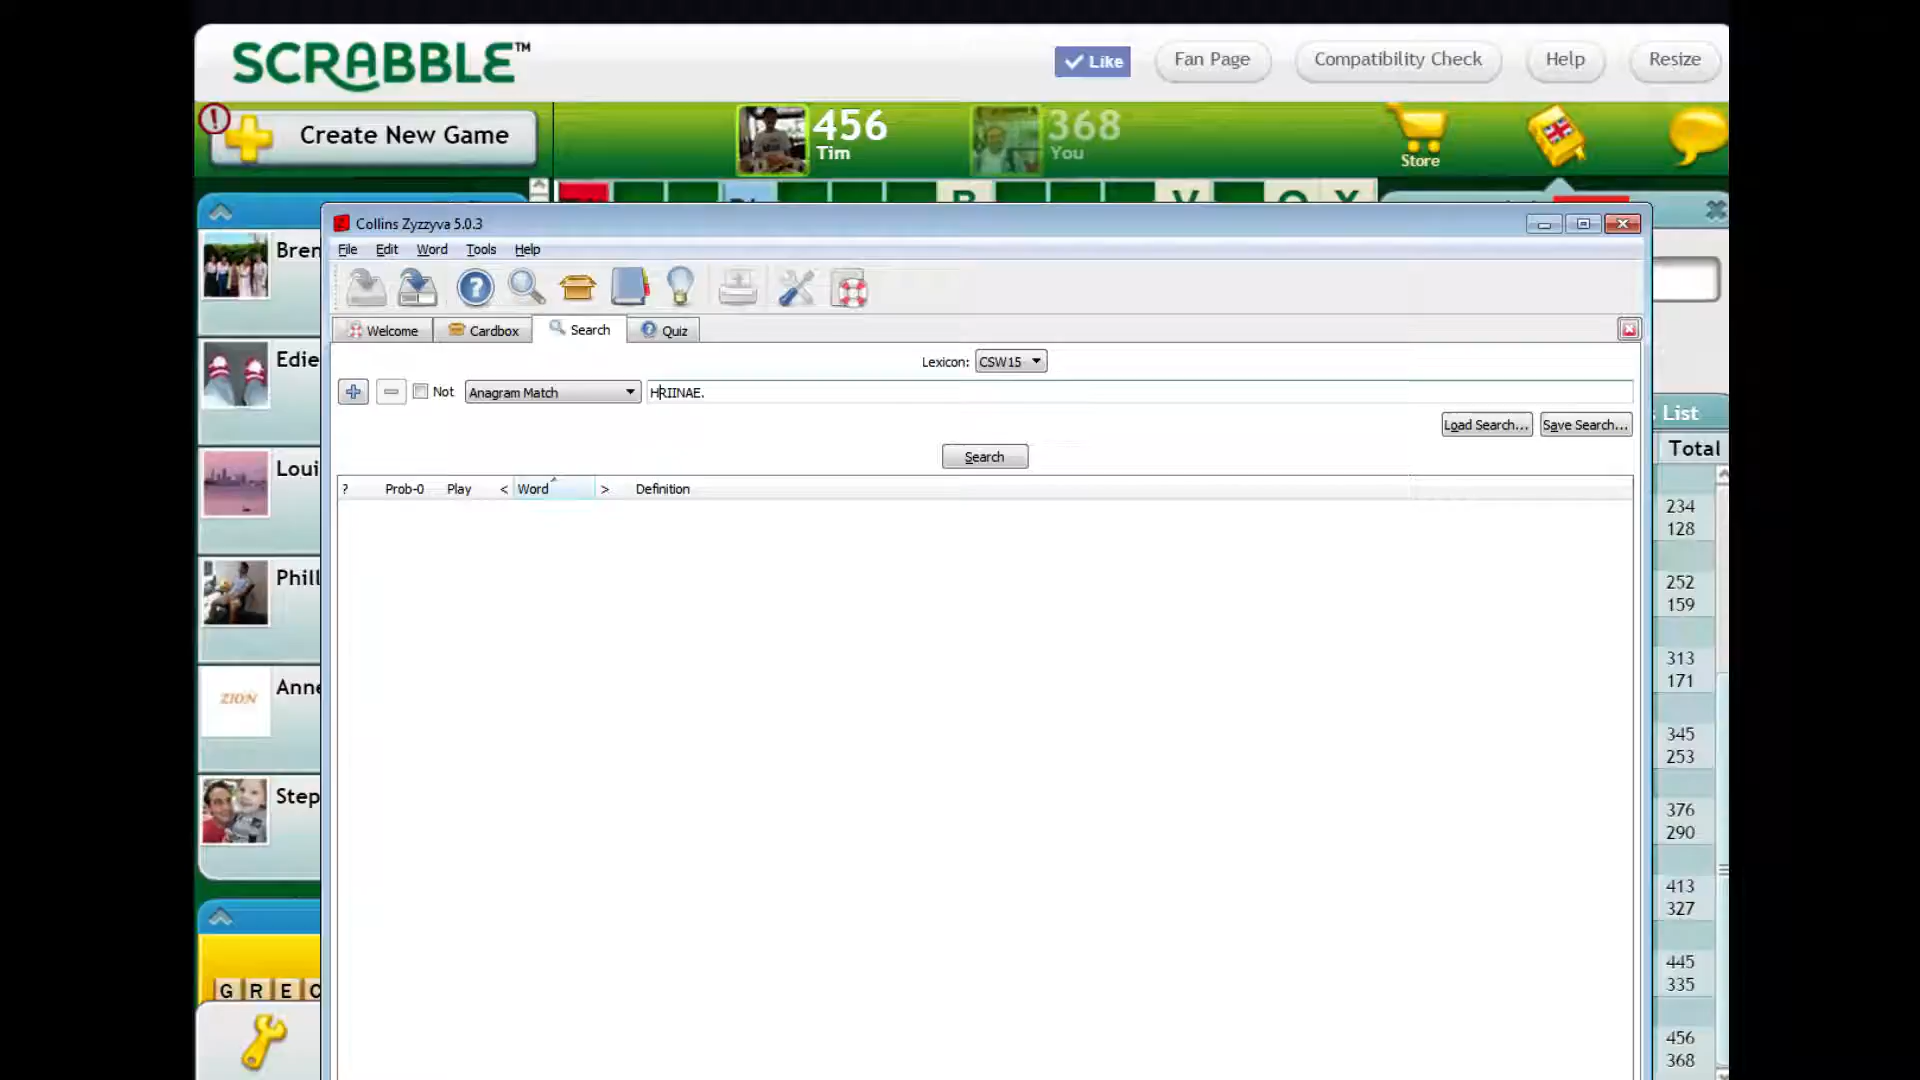 SCRABBLE™
Like
Fan Page
Compatibility Check
Help
Resize
Create New Game
456
Tim
368
You
Store
Collins Zyzzyva 5.0.3
File Edit Word Tools Help
Welcome
Cardbox
Search
Quiz
Lexicon: CSW15
Not
Anagram Match
HRIINAE.
Load Search...
Save Search...
Search
? Prob-0 Play < Word > Definition
Bren
Edie
Loui
Phill
Anne
Step
ZION
G R E C
List
Total
234
128
252
159
313
171
345
253
376
290
413
327
445
335
456
368